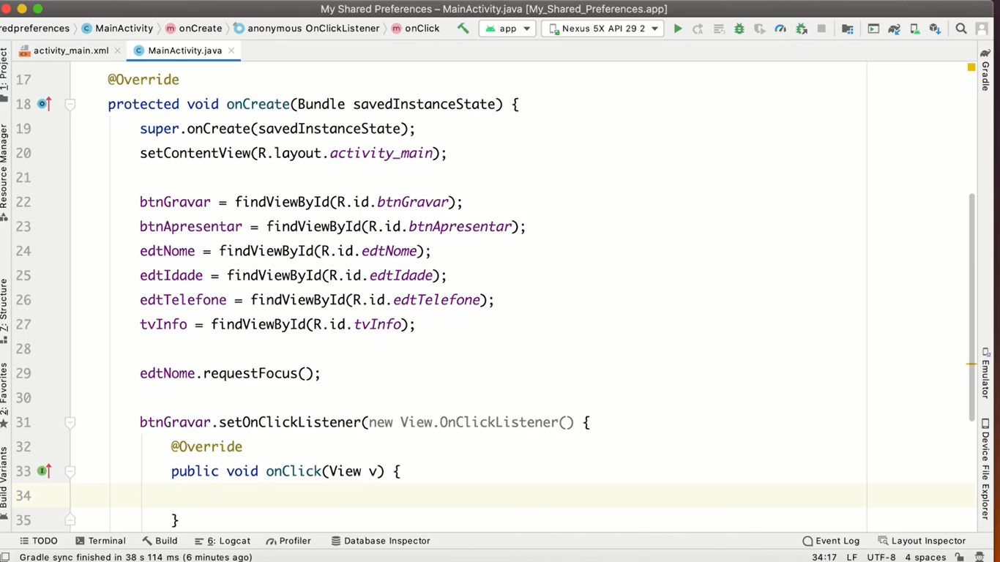 My Shared Preferences – MainActivity.java [My_Shared_Preferences.app]
redpreferences MainActivity onCreate anonymous OnClickListener onClick app Nexus 5X API 29 2
activity_main.xml MainActivity.java
17 @Override
18 protected void onCreate(Bundle savedInstanceState) {
19 super.onCreate(savedInstanceState);
20 setContentView(R.layout.activity_main);
21
22 btnGravar = findViewById(R.id.btnGravar);
23 btnApresentar = findViewById(R.id.btnApresentar);
24 edtNome = findViewById(R.id.edtNome);
25 edtIdade = findViewById(R.id.edtIdade);
26 edtTelefone = findViewById(R.id.edtTelefone);
27 tvInfo = findViewById(R.id.tvInfo);
28
29 edtNome.requestFocus();
30
31 btnGravar.setOnClickListener(new View.OnClickListener() {
32 @Override
33 public void onClick(View v) {
34
35 }
1: Project
Resource Manager
7: Structure
2: Favorites
Build Variants
Gradle
Emulator
Device File Explorer
TODO Terminal Build 6: Logcat Profiler Database Inspector Event Log Layout Inspector
Gradle sync finished in 38 s 114 ms (6 minutes ago) 34:17 LF UTF-8 4 spaces